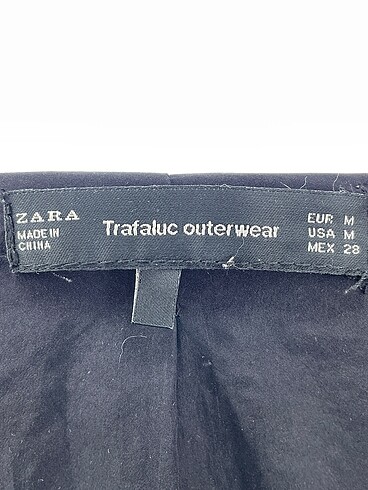 ZARA
MADE IN
CHINA
Trafaluc outerwear
EUR M
USA M
MEX 28